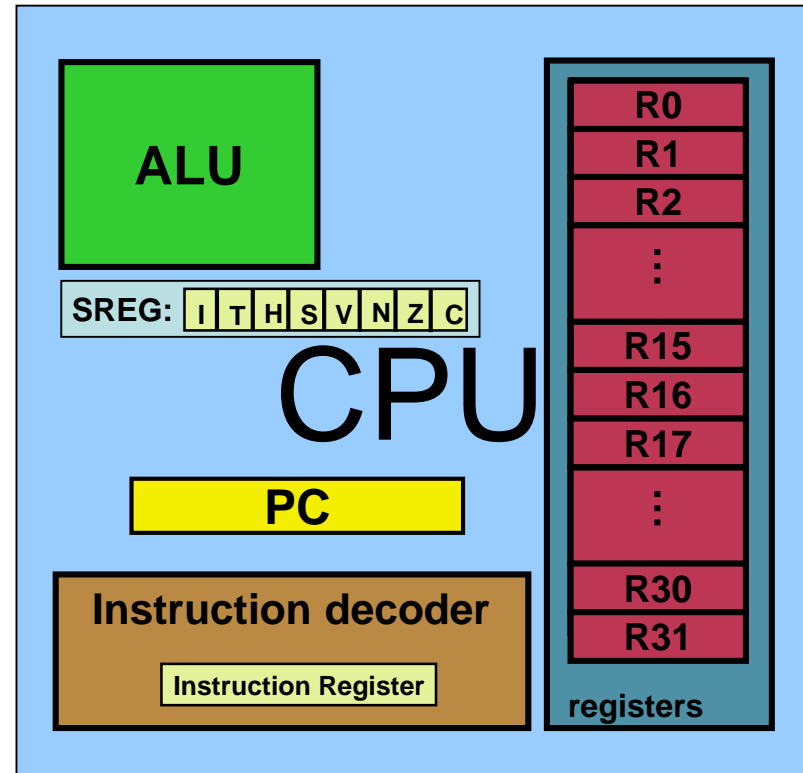 ALU
SREG: I T H S V N Z C
CPU
PC
Instruction decoder
Instruction Register
R0
R1
R2
⋮
R15
R16
R17
⋮
R30
R31
registers